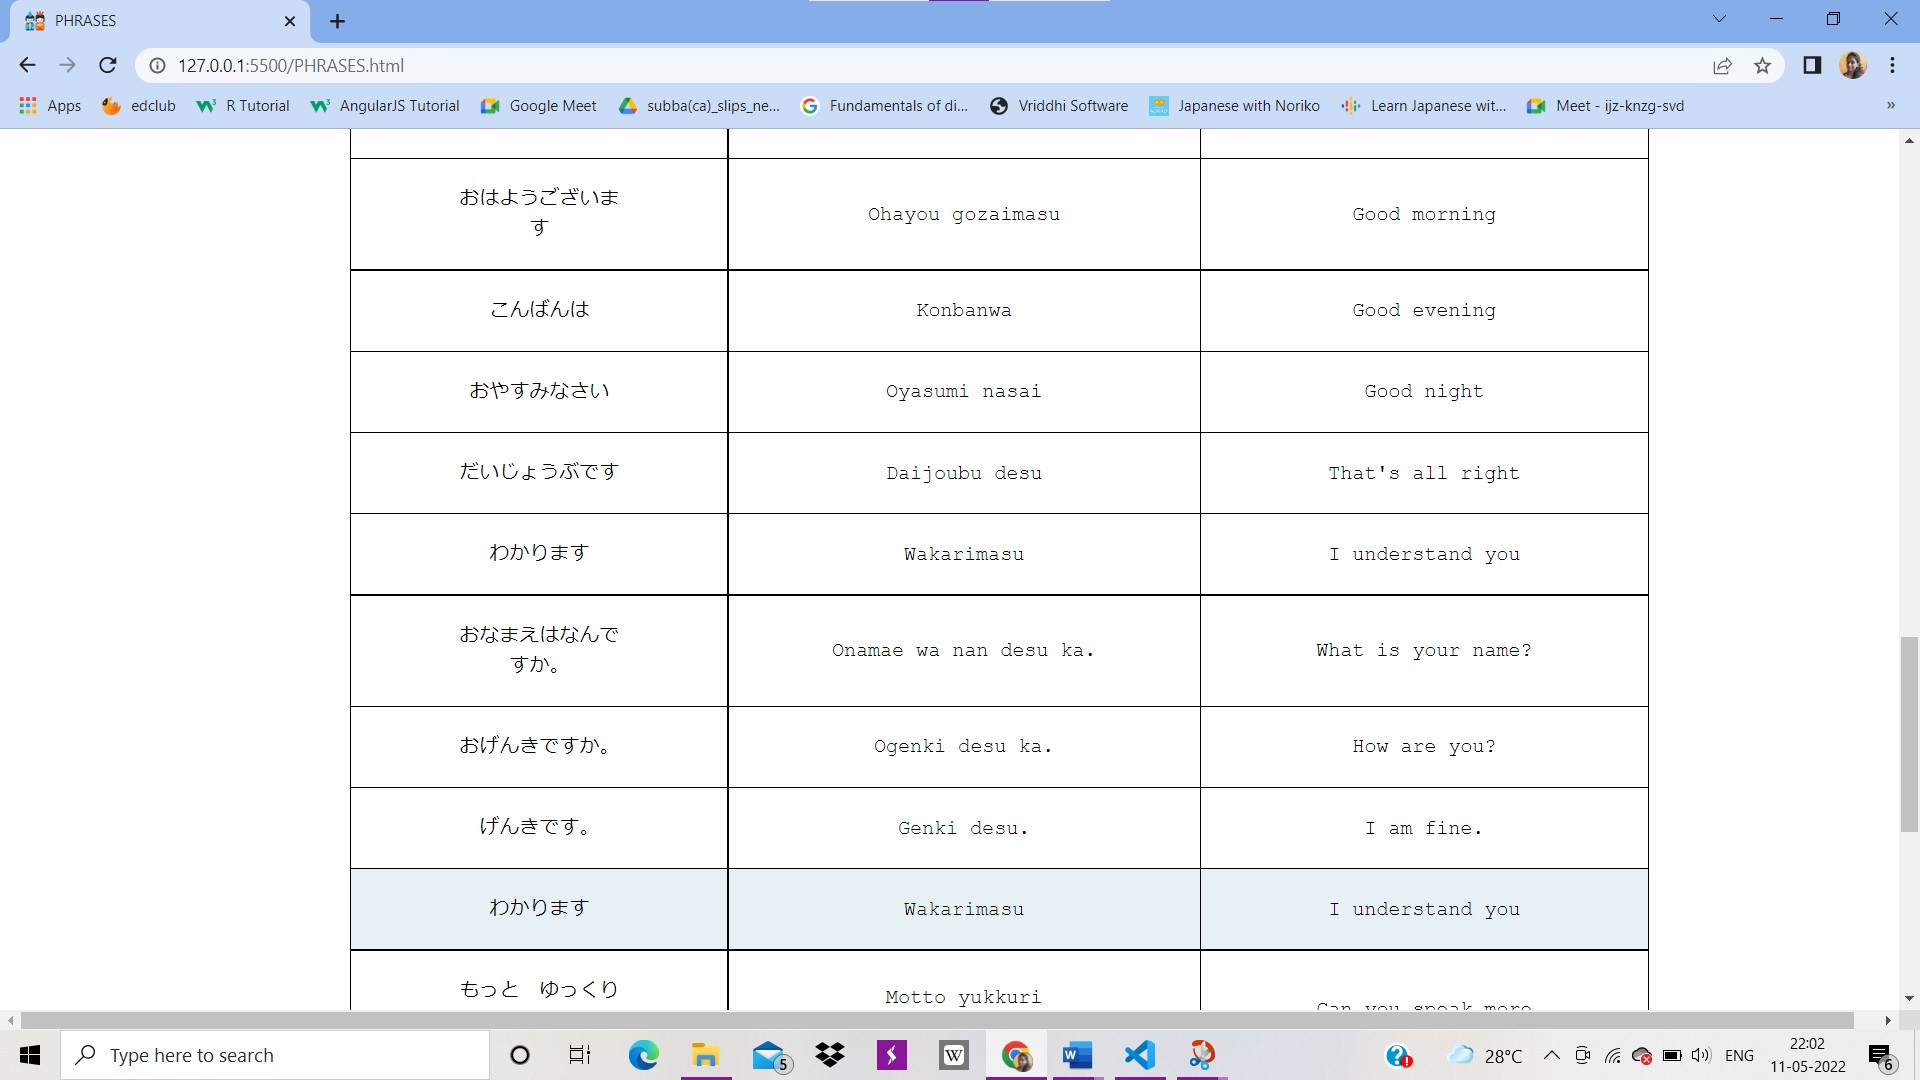 PHRASES
127.0.0.1:5500/PHRASES.html
Apps edclub R Tutorial AngularJS Tutorial Google Meet subba(ca)_slips_ne... Fundamentals of di... Vriddhi Software Japanese with Noriko Learn Japanese wit... Meet - ijz-knzg-svd »
おはようございま
す
Ohayou gozaimasu
Good morning
こんばんは
Konbanwa
Good evening
おやすみなさい
Oyasumi nasai
Good night
だいじょうぶです
Daijoubu desu
That's all right
わかります
Wakarimasu
I understand you
おなまえはなんで
すか。
Onamae wa nan desu ka.
What is your name?
おげんきですか。
Ogenki desu ka.
How are you?
げんきです。
Genki desu.
I am fine.
わかります
Wakarimasu
I understand you
もっと　ゆっくり
Motto yukkuri
Can you speak more
Type here to search
5
W
28°C
ENG
22:02
11-05-2022
6